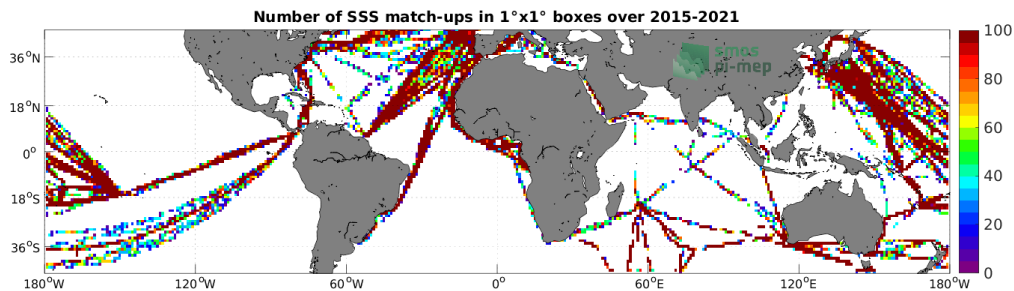 Number of SSS match-ups in 1°x1° boxes over 2015-2021
smos
pi-mep
36°N
18°N
0°
18°S
36°S
180°W 120°W 60°W 0° 60°E 120°E 180°W
100
80
60
40
20
0